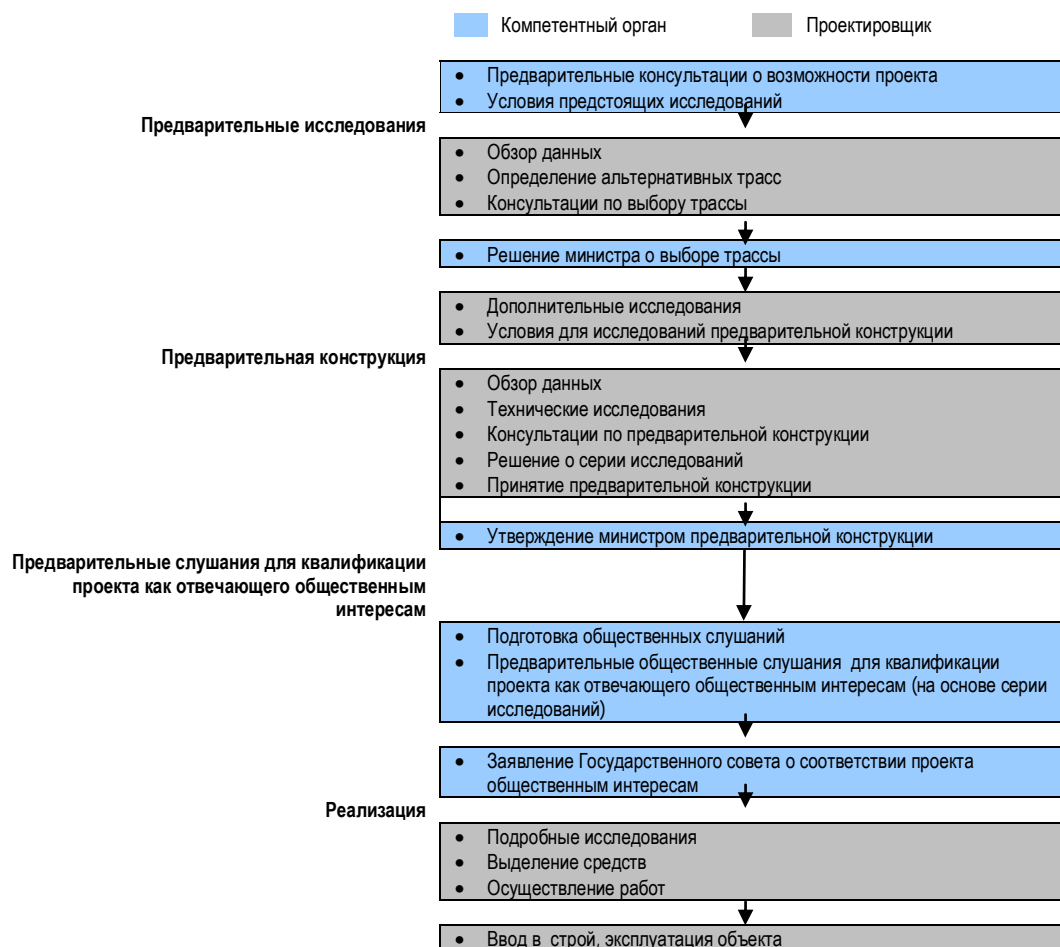 Компетентный орган Проектировщик
• Предварительные консультации о возможности проекта
• Условия предстоящих исследований
Предварительные исследования
• Обзор данных
• Определение альтернативных трасс
• Консультации по выбору трассы
• Решение министра о выборе трассы
• Дополнительные исследования
• Условия для исследований предварительной конструкции
Предварительная конструкция
• Обзор данных
• Технические исследования
• Консультации по предварительной конструкции
• Решение о серии исследований
• Принятие предварительной конструкции
• Утверждение министром предварительной конструкции
Предварительные слушания для квалификации
проекта как отвечающего общественным
интересам
• Подготовка общественных слушаний
• Предварительные общественные слушания для квалификации
проекта как отвечающего общественным интересам (на основе серии
исследований)
• Заявление Государственного совета о соответствии проекта
общественным интересам
Реализация
• Подробные исследования
• Выделение средств
• Осуществление работ
• Ввод в строй, эксплуатация объекта